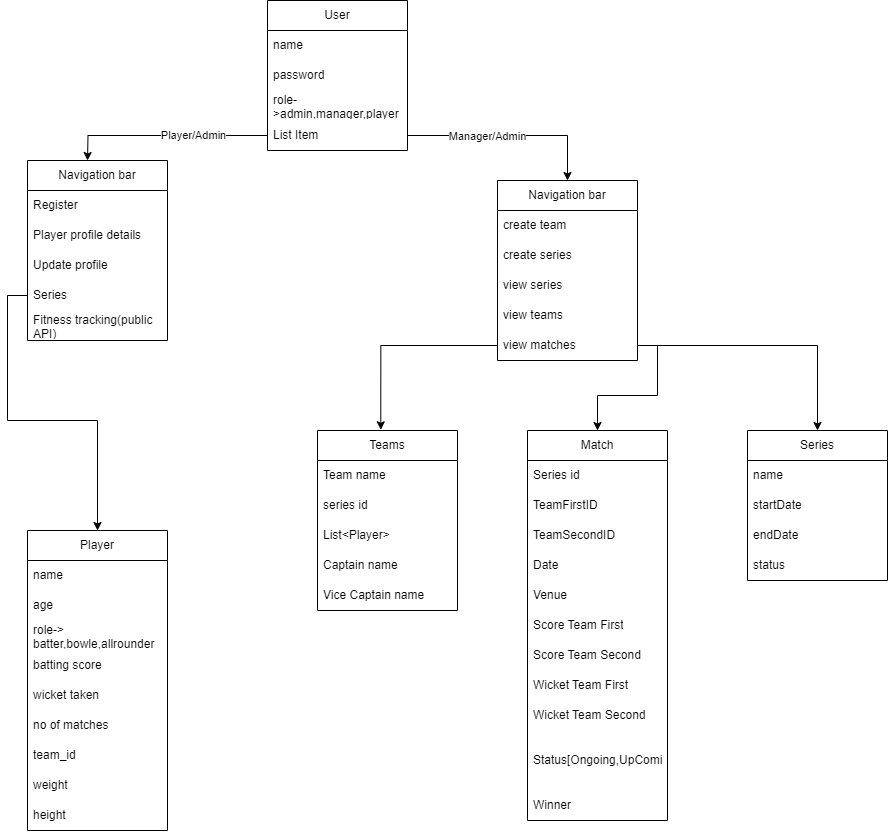 User
name
password
role-
>admin,manager,player
List Item
Player/Admin
Manager/Admin
Navigation bar
Register
Player profile details
Update profile
Series
Fitness tracking(public
API)
Navigation bar
create team
create series
view series
view teams
view matches
Teams
Team name
series id
List<Player>
Captain name
Vice Captain name
Match
Series id
TeamFirstID
TeamSecondID
Date
Venue
Score Team First
Score Team Second
Wicket Team First
Wicket Team Second
Status[Ongoing,UpComi
Winner
Series
name
startDate
endDate
status
Player
name
age
role->
batter,bowle,allrounder
batting score
wicket taken
no of matches
team_id
weight
height